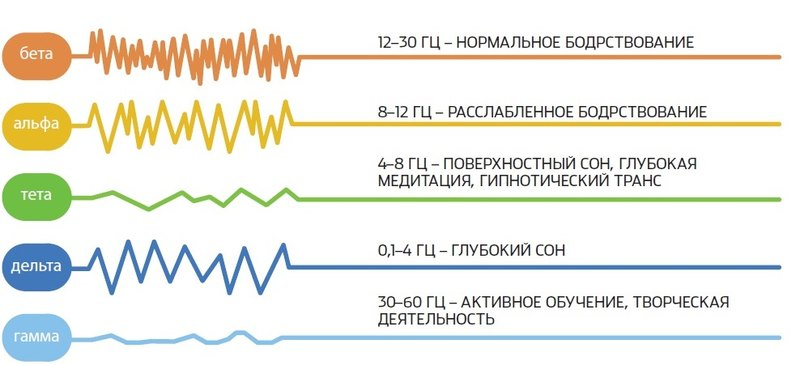 бета
12–30 ГЦ – НОРМАЛЬНОЕ БОДРСТВОВАНИЕ
альфа
8–12 ГЦ – РАССЛАБЛЕННОЕ БОДРСТВОВАНИЕ
тета
4–8 ГЦ – ПОВЕРХНОСТНЫЙ СОН, ГЛУБОКАЯ
МЕДИТАЦИЯ, ГИПНОТИЧЕСКИЙ ТРАНС
дельта
0,1–4 ГЦ – ГЛУБОКИЙ СОН
гамма
30–60 ГЦ – АКТИВНОЕ ОБУЧЕНИЕ, ТВОРЧЕСКАЯ
ДЕЯТЕЛЬНОСТЬ